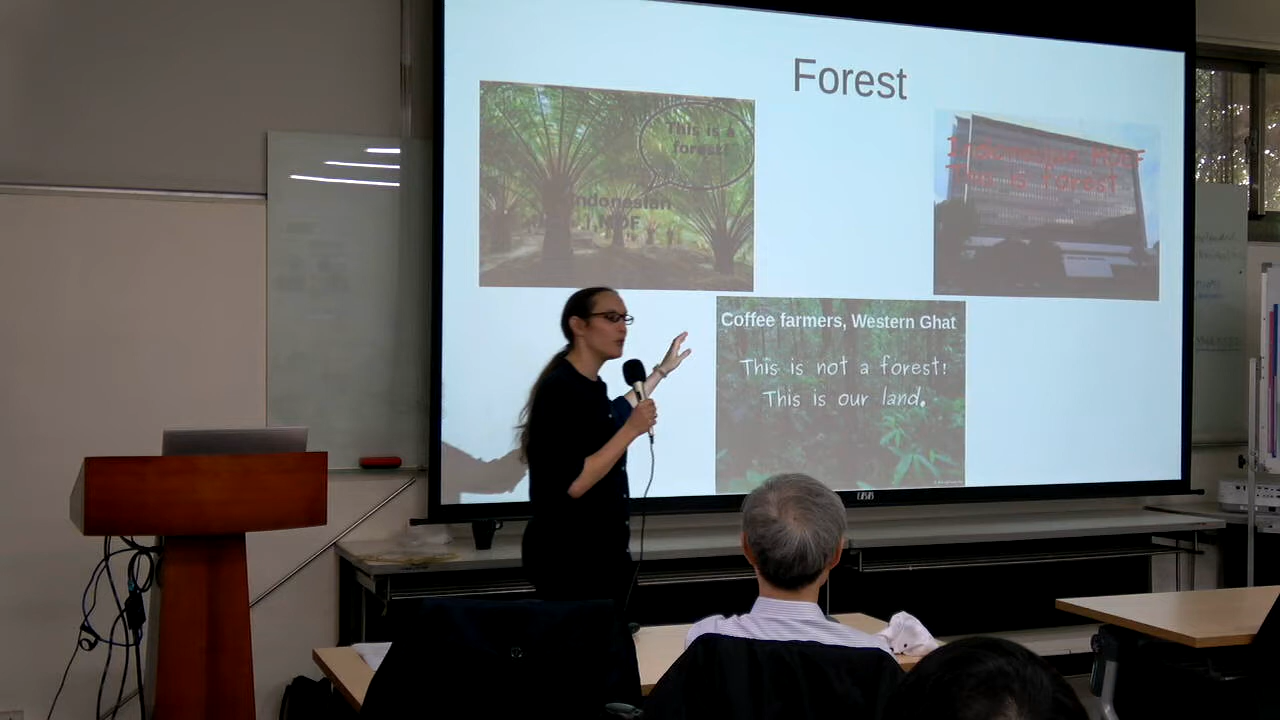 Forest
This is a
forest!
Indonesian
MOF
Indonesian MOEF
This is forest
Coffee farmers, Western Ghat
This is not a forest!
This is our land.